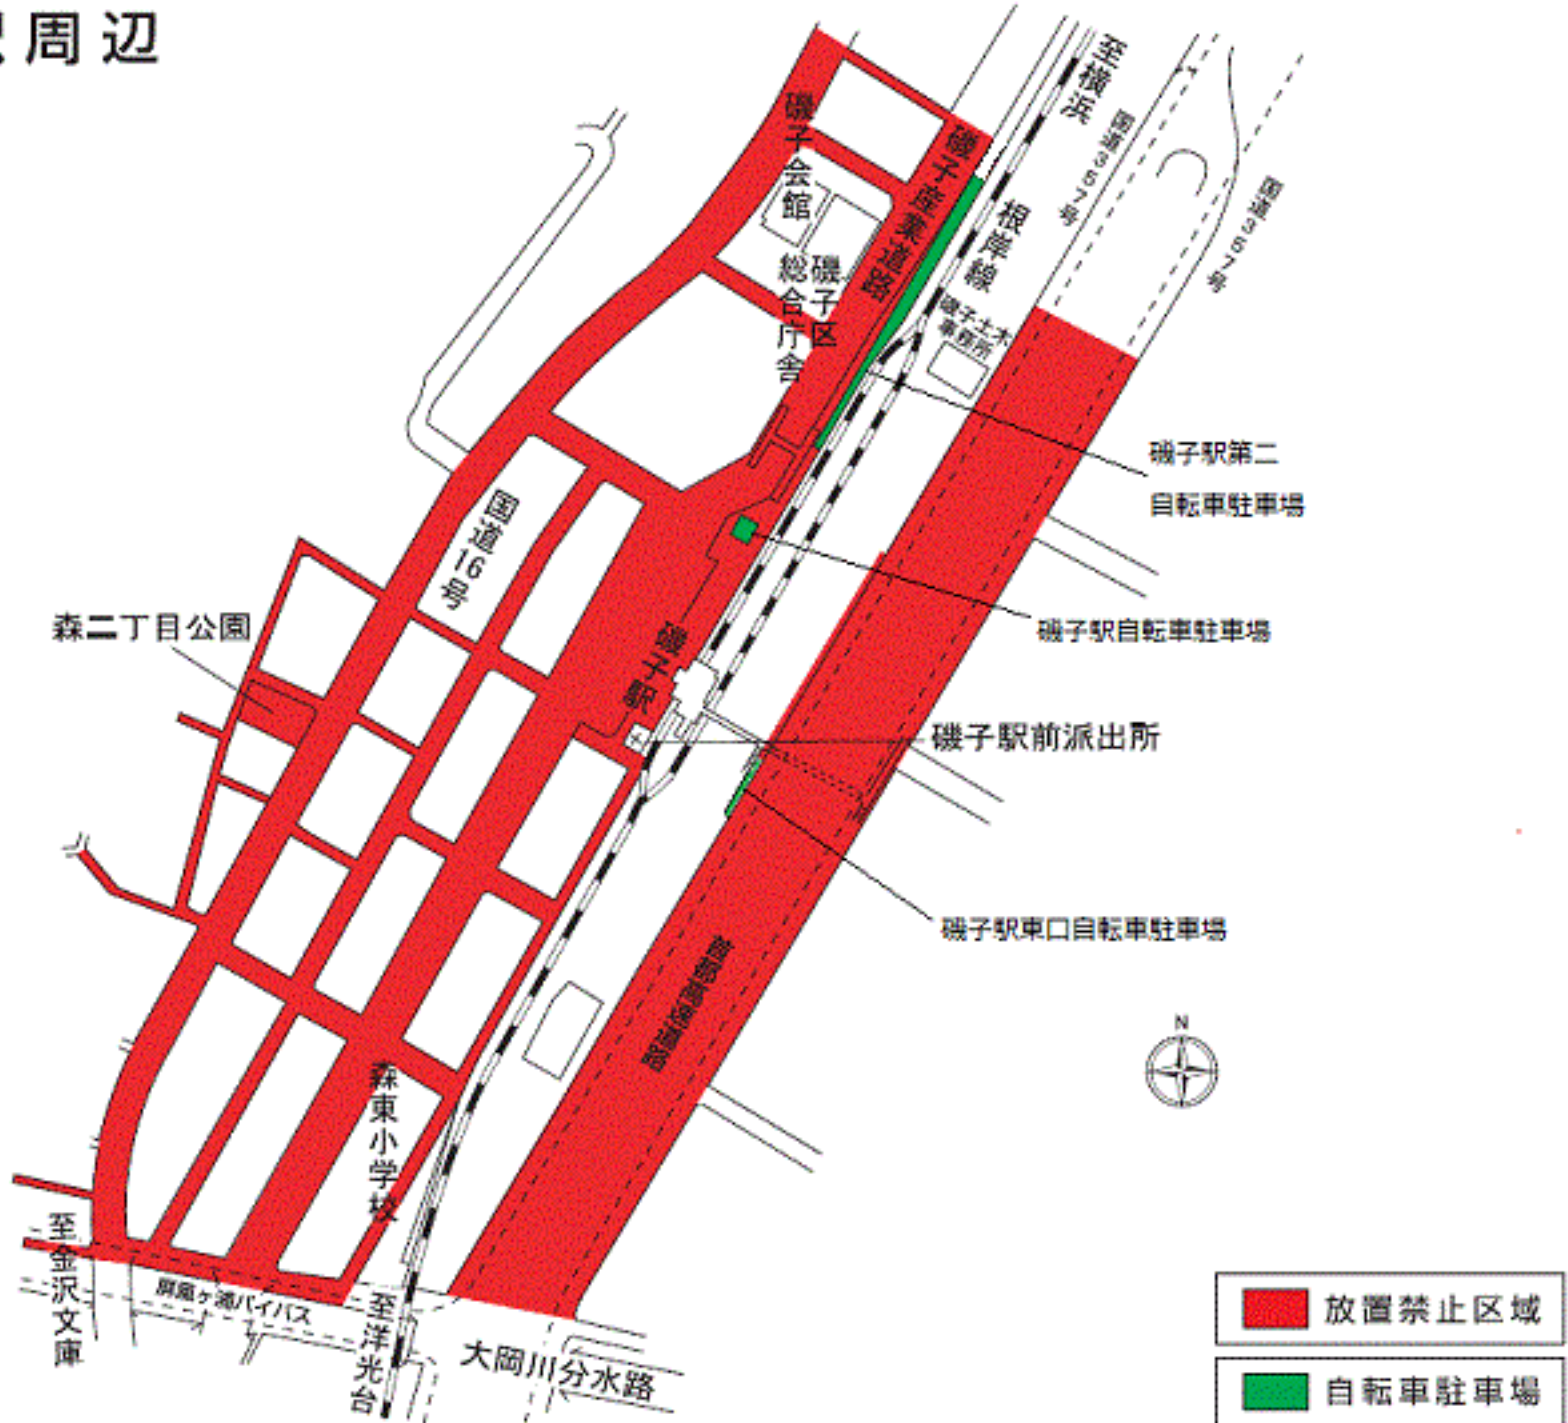 周辺
至横浜
国道357号
国道357号
磯子会館
磯子産業道路
根岸線
磯子区
総合庁舎
磯子土木
事務所
磯子駅第二
自転車駐車場
国道16号
磯子駅自転車駐車場
森二丁目公園
磯子駅
磯子駅前派出所
磯子駅東口自転車駐車場
首都高速道路
N
森東小学校
至金沢文庫
屏風ヶ浦バイパス
至洋光台
大岡川分水路
放置禁止区域
自転車駐車場